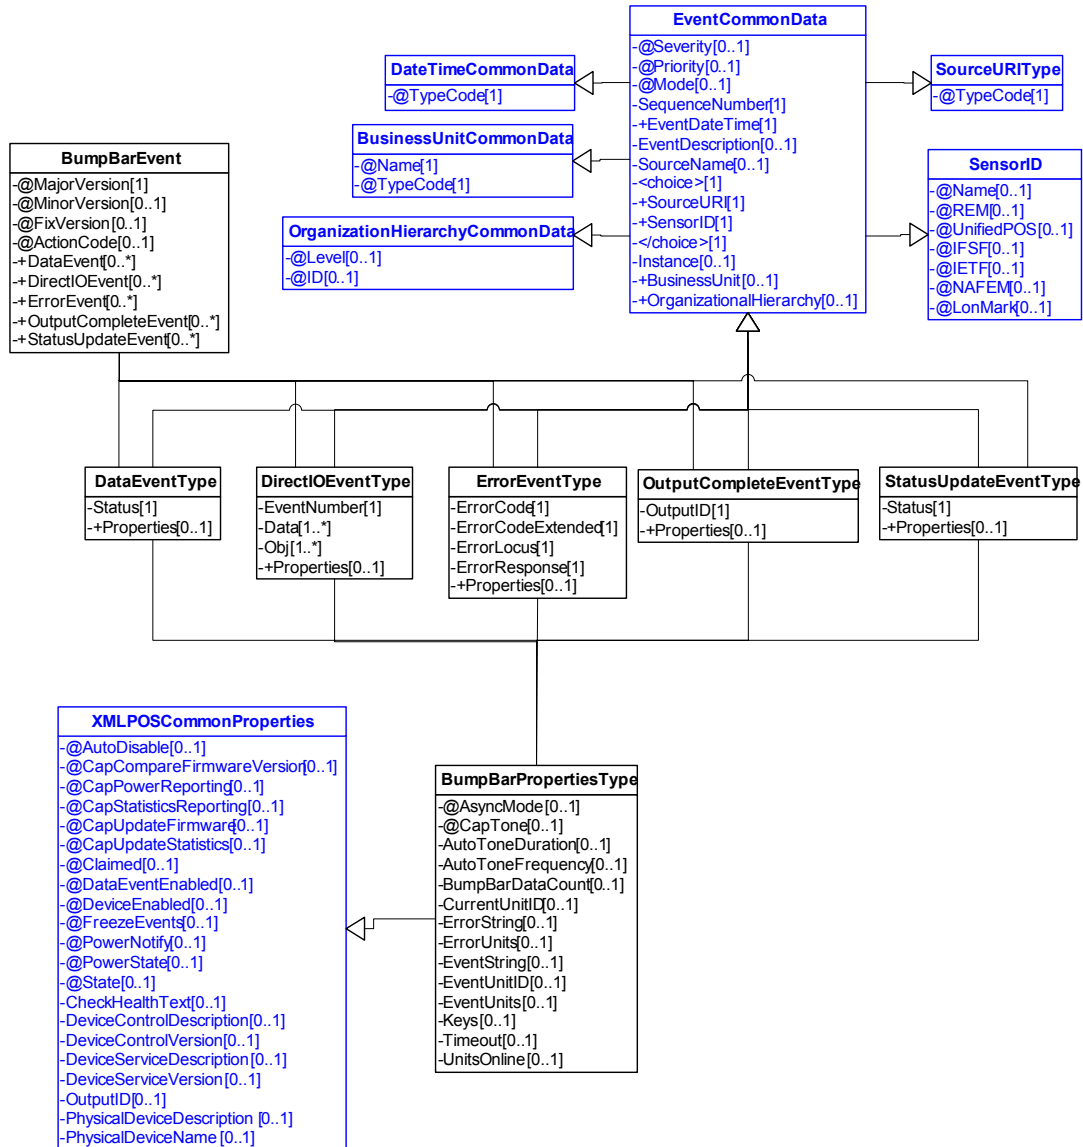 EventCommonData
-@Severity[0..1]
-@Priority[0..1]
-@Mode[0..1]
-SequenceNumber[1]
-+EventDateTime[1]
-EventDescription[0..1]
-SourceName[0..1]
-<choice>[1]
-+SourceURI[1]
-+SensorID[1]
-</choice>[1]
-Instance[0..1]
-+BusinessUnit[0..1]
-+OrganizationalHierarchy[0..1]
DateTimeCommonData
-@TypeCode[1]
SourceURIType
-@TypeCode[1]
BusinessUnitCommonData
-@Name[1]
-@TypeCode[1]
OrganizationHierarchyCommonData
-@Level[0..1]
-@ID[0..1]
SensorID
-@Name[0..1]
-@REM[0..1]
-@UnifiedPOS[0..1]
-@IFSF[0..1]
-@IETF[0..1]
-@NAFEM[0..1]
-@LonMark[0..1]
BumpBarEvent
-@MajorVersion[1]
-@MinorVersion[0..1]
-@FixVersion[0..1]
-@ActionCode[0..1]
-+DataEvent[0..*]
-+DirectIOEvent[0..*]
-+ErrorEvent[0..*]
-+OutputCompleteEvent[0..*]
-+StatusUpdateEvent[0..*]
DataEventType
-Status[1]
-+Properties[0..1]
DirectIOEventType
-EventNumber[1]
-Data[1..*]
-Obj[1..*]
-+Properties[0..1]
ErrorEventType
-ErrorCode[1]
-ErrorCodeExtended[1]
-ErrorLocus[1]
-ErrorResponse[1]
-+Properties[0..1]
OutputCompleteEventType
-OutputID[1]
-+Properties[0..1]
StatusUpdateEventType
-Status[1]
-+Properties[0..1]
XMLPOSCommonProperties
-@AutoDisable[0..1]
-@CapCompareFirmwareVersion[0..1]
-@CapPowerReporting[0..1]
-@CapStatisticsReporting[0..1]
-@CapUpdateFirmware[0..1]
-@CapUpdateStatistics[0..1]
-@Claimed[0..1]
-@DataEventEnabled[0..1]
-@DeviceEnabled[0..1]
-@FreezeEvents[0..1]
-@PowerNotify[0..1]
-@PowerState[0..1]
-@State[0..1]
-CheckHealthText[0..1]
-DeviceControlDescription[0..1]
-DeviceControlVersion[0..1]
-DeviceServiceDescription[0..1]
-DeviceServiceVersion[0..1]
-OutputID[0..1]
-PhysicalDeviceDescription [0..1]
-PhysicalDeviceName [0..1]
BumpBarPropertiesType
-@AsyncMode[0..1]
-@CapTone[0..1]
-AutoToneDuration[0..1]
-AutoToneFrequency[0..1]
-BumpBarDataCount[0..1]
-CurrentUnitID[0..1]
-ErrorString[0..1]
-ErrorUnits[0..1]
-EventString[0..1]
-EventUnitID[0..1]
-EventUnits[0..1]
-Keys[0..1]
-Timeout[0..1]
-UnitsOnline[0..1]